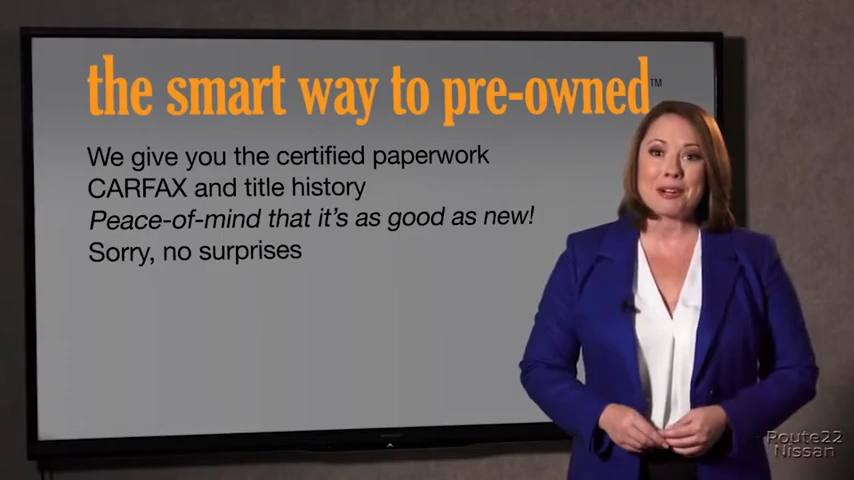 the smart way to pre-owned™
We give you the certified paperwork
CARFAX and title history
Peace-of-mind that it's as good as new!
Sorry, no surprises
Route22
Nissan